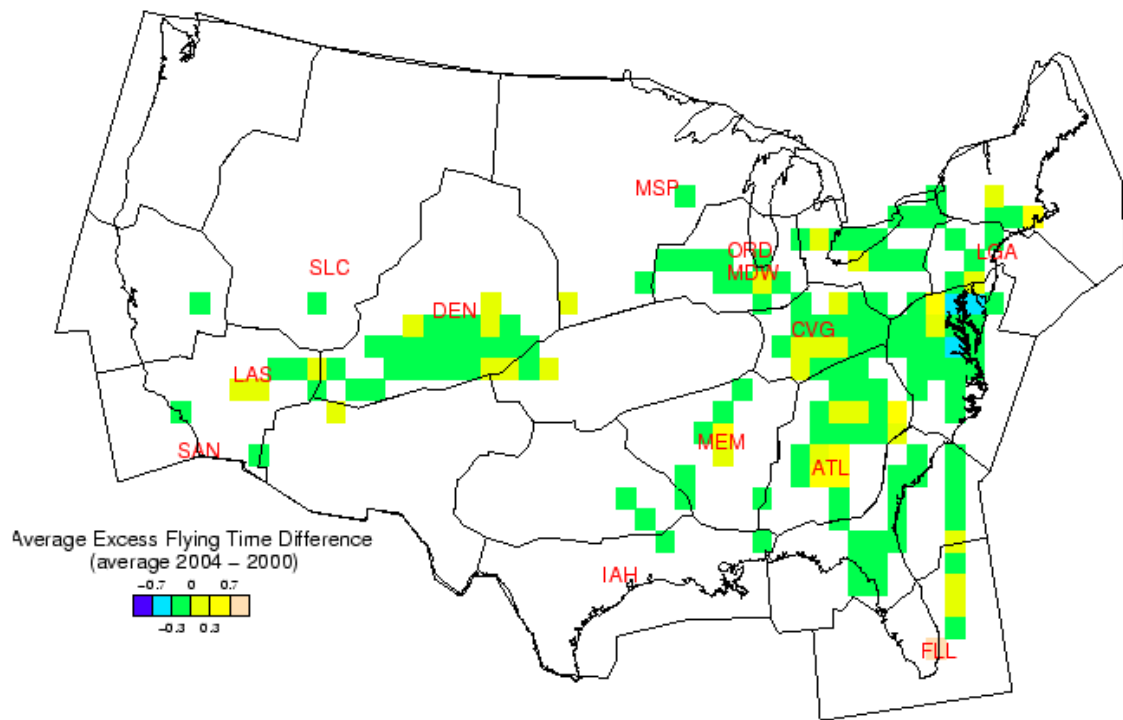 MSP
ORD
LGA
MDW
SLC
DEN
CVG
LAS
MEM
SAN
ATL
Average Excess Flying Time Difference
(average 2004 – 2000)
IAH
−0.7 0 0.7
−0.3 0.3
FLL